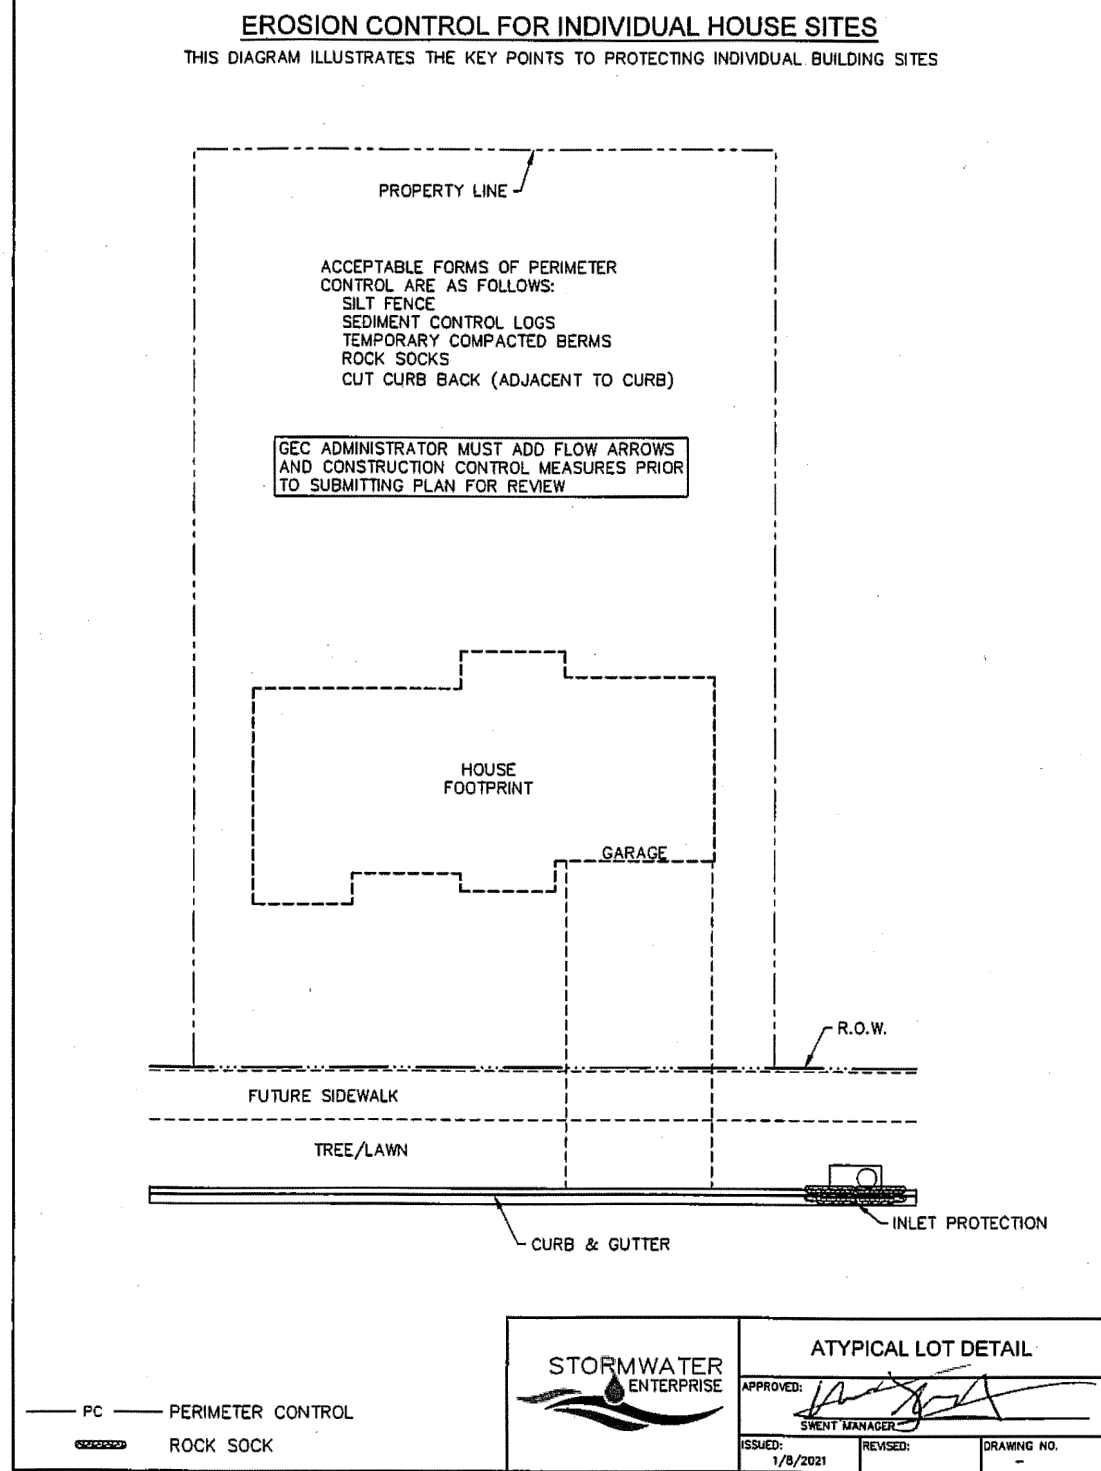 EROSION CONTROL FOR INDIVIDUAL HOUSE SITES
THIS DIAGRAM ILLUSTRATES THE KEY POINTS TO PROTECTING INDIVIDUAL BUILDING SITES
PROPERTY LINE
ACCEPTABLE FORMS OF PERIMETER
CONTROL ARE AS FOLLOWS:
SILT FENCE
SEDIMENT CONTROL LOGS
TEMPORARY COMPACTED BERMS
ROCK SOCKS
CUT CURB BACK (ADJACENT TO CURB)
GEC ADMINISTRATOR MUST ADD FLOW ARROWS
AND CONSTRUCTION CONTROL MEASURES PRIOR
TO SUBMITTING PLAN FOR REVIEW
HOUSE
FOOTPRINT
GARAGE
R.O.W.
FUTURE SIDEWALK
TREE/LAWN
INLET PROTECTION
CURB & GUTTER
PC PERIMETER CONTROL
ROCK SOCK
STORMWATER
ENTERPRISE
ATYPICAL LOT DETAIL
APPROVED:
SWENT MANAGER
ISSUED:
1/8/2021
REVISED:
DRAWING NO.
-